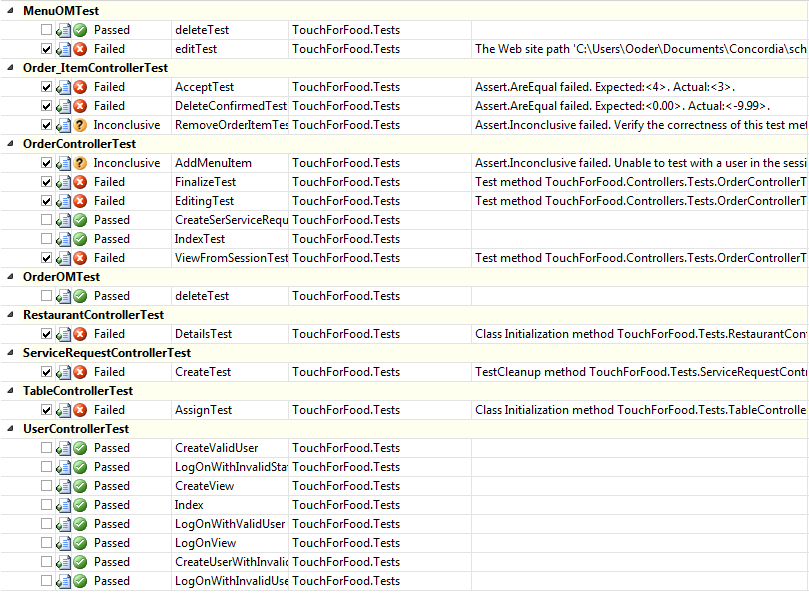 MenuOMTest
Passed deleteTest TouchForFood.Tests
Failed editTest TouchForFood.Tests The Web site path 'C:\Users\Ooder\Documents\Concordia\sch
Order_ItemControllerTest
Failed AcceptTest TouchForFood.Tests Assert.AreEqual failed. Expected:<4>. Actual:<3>.
Failed DeleteConfirmedTest TouchForFood.Tests Assert.AreEqual failed. Expected:<0.00>. Actual:<-9.99>.
Inconclusive RemoveOrderItemTes TouchForFood.Tests Assert.Inconclusive failed. Verify the correctness of this test met
OrderControllerTest
Inconclusive AddMenuItem TouchForFood.Tests Assert.Inconclusive failed. Unable to test with a user in the sessi
Failed FinalizeTest TouchForFood.Tests Test method TouchForFood.Controllers.Tests.OrderControllerT
Failed EditingTest TouchForFood.Tests Test method TouchForFood.Controllers.Tests.OrderControllerT
Passed CreateSerServiceRequ TouchForFood.Tests
Passed IndexTest TouchForFood.Tests
Failed ViewFromSessionTest TouchForFood.Tests Test method TouchForFood.Controllers.Tests.OrderControllerT
OrderOMTest
Passed deleteTest TouchForFood.Tests
RestaurantControllerTest
Failed DetailsTest TouchForFood.Tests Class Initialization method TouchForFood.Tests.RestaurantCon
ServiceRequestControllerTest
Failed CreateTest TouchForFood.Tests TestCleanup method TouchForFood.Tests.ServiceRequestContr
TableControllerTest
Failed AssignTest TouchForFood.Tests Class Initialization method TouchForFood.Tests.TableControlle
UserControllerTest
Passed CreateValidUser TouchForFood.Tests
Passed LogOnWithInvalidStat TouchForFood.Tests
Passed CreateView TouchForFood.Tests
Passed Index TouchForFood.Tests
Passed LogOnWithValidUser TouchForFood.Tests
Passed LogOnView TouchForFood.Tests
Passed CreateUserWithInvalid TouchForFood.Tests
Passed LogOnWithInvalidUse TouchForFood.Tests